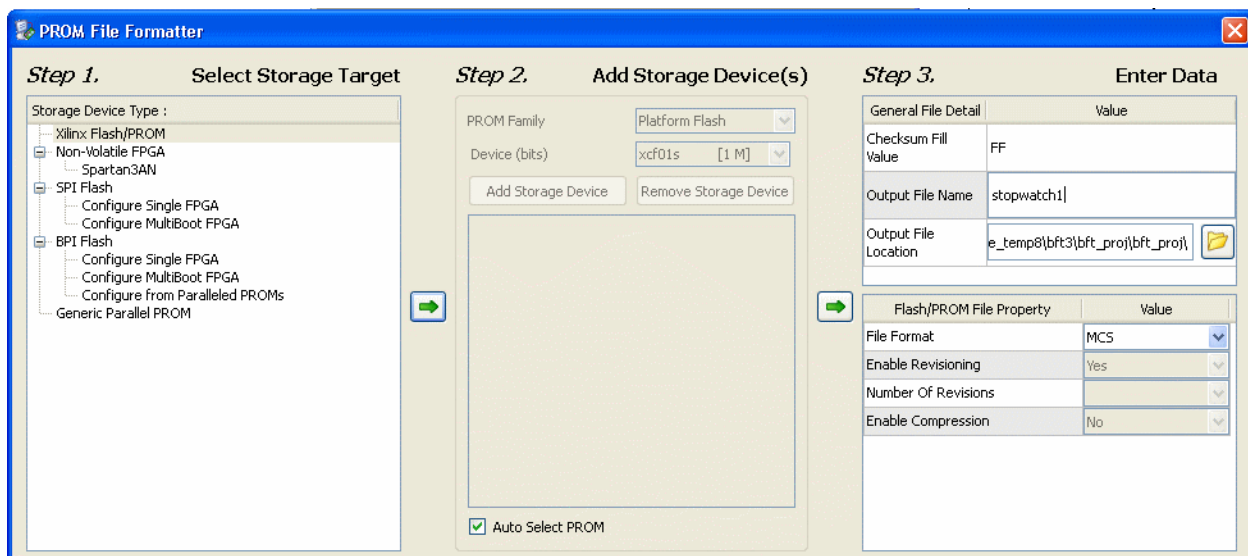 PROM File Formatter
Step 1. Select Storage Target
Storage Device Type :
Xilinx Flash/PROM
Non-Volatile FPGA
Spartan3AN
SPI Flash
Configure Single FPGA
Configure MultiBoot FPGA
BPI Flash
Configure Single FPGA
Configure MultiBoot FPGA
Configure from Paralleled PROMs
Generic Parallel PROM
Step 2. Add Storage Device(s)
PROM Family Platform Flash
Device (bits) xcf01s [1 M]
Add Storage Device Remove Storage Device
Auto Select PROM
Step 3. Enter Data
General File Detail Value
Checksum Fill
Value FF
Output File Name stopwatch1
Output File
Location e_temp8\bft3\bft_proj\bft_proj\
Flash/PROM File Property Value
File Format MCS
Enable Revisioning Yes
Number Of Revisions
Enable Compression No